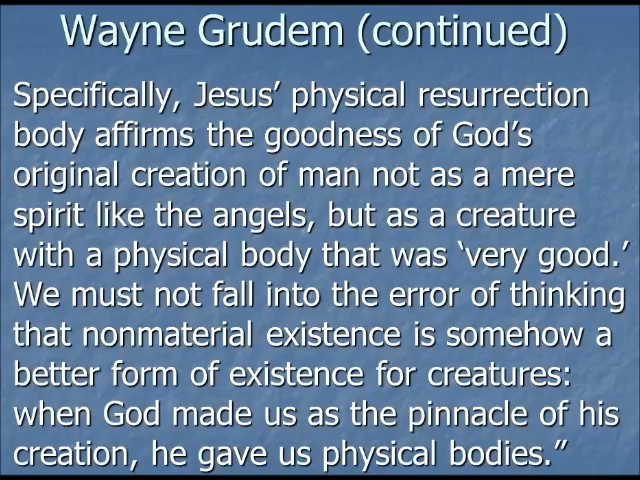 Wayne Grudem (continued)
Specifically, Jesus’ physical resurrection
body affirms the goodness of God’s
original creation of man not as a mere
spirit like the angels, but as a creature
with a physical body that was ‘very good.’
We must not fall into the error of thinking
that nonmaterial existence is somehow a
better form of existence for creatures:
when God made us as the pinnacle of his
creation, he gave us physical bodies.”